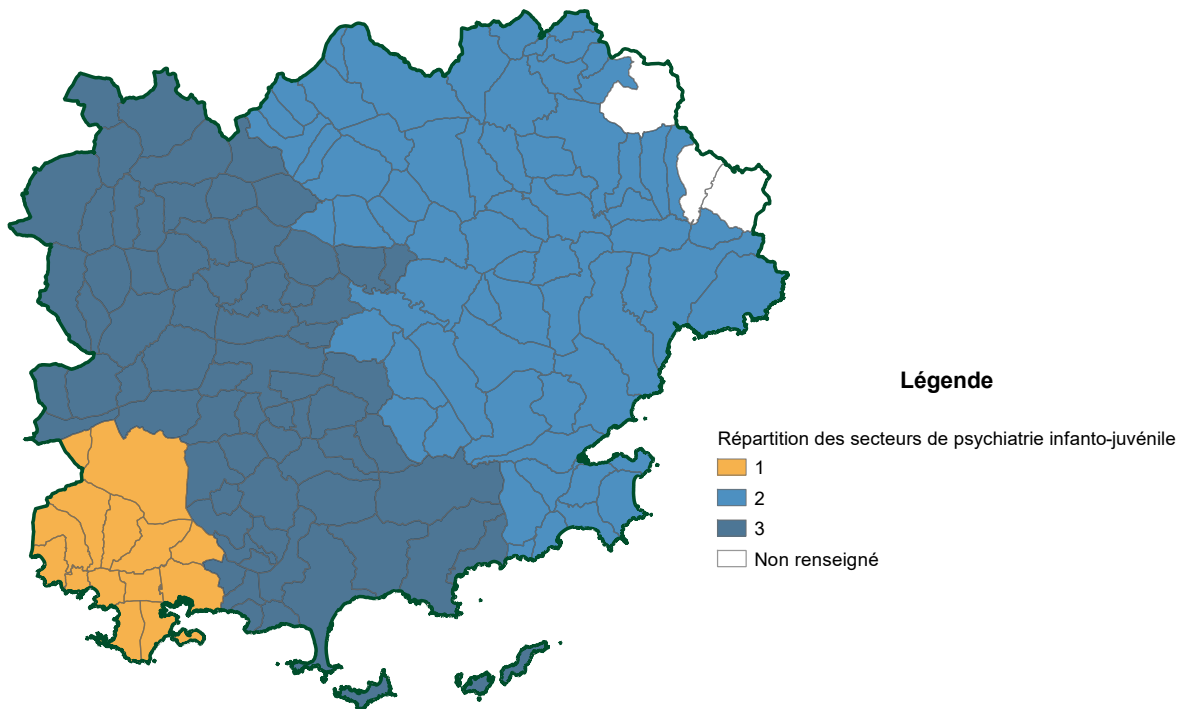 Légende
Répartition des secteurs de psychiatrie infanto-juvénile
1
2
3
Non renseigné